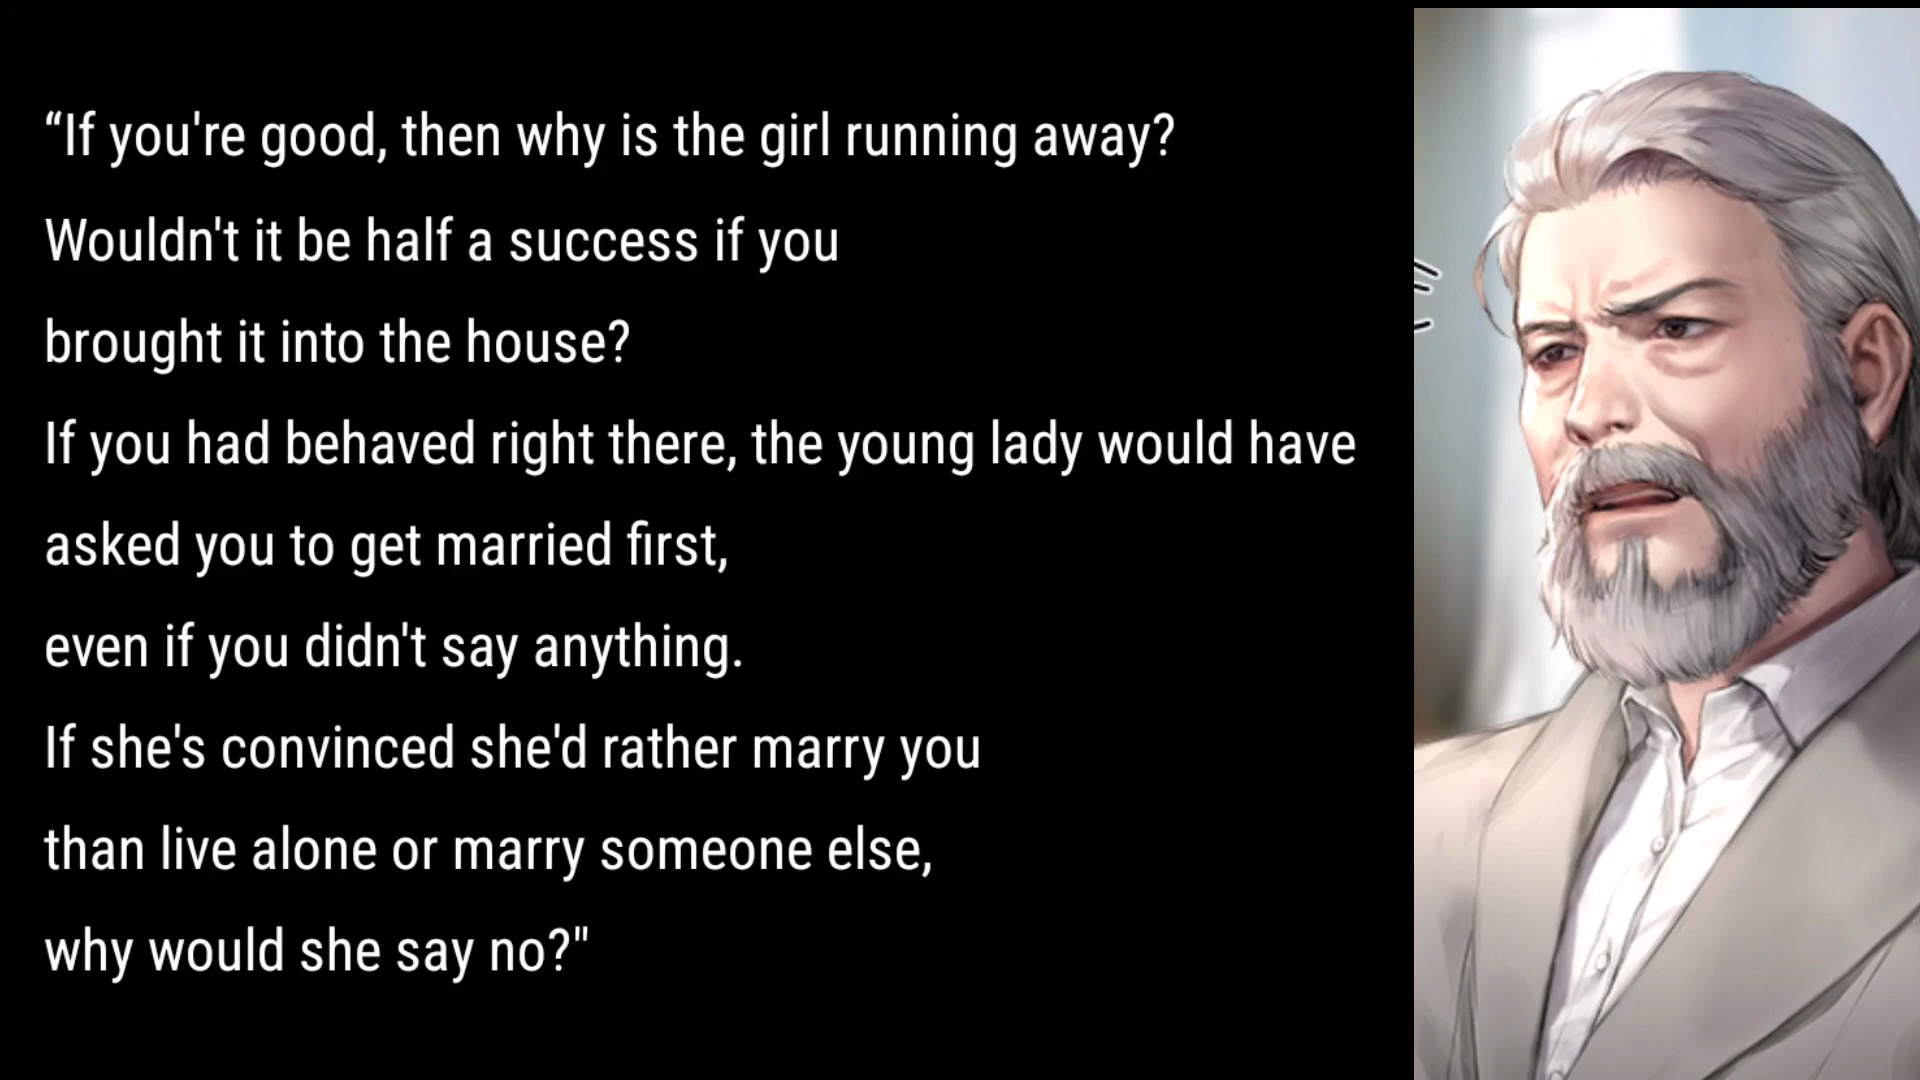 “If you're good, then why is the girl running away?
Wouldn't it be half a success if you
brought it into the house?
If you had behaved right there, the young lady would have
asked you to get married first,
even if you didn't say anything.
If she's convinced she'd rather marry you
than live alone or marry someone else,
why would she say no?"